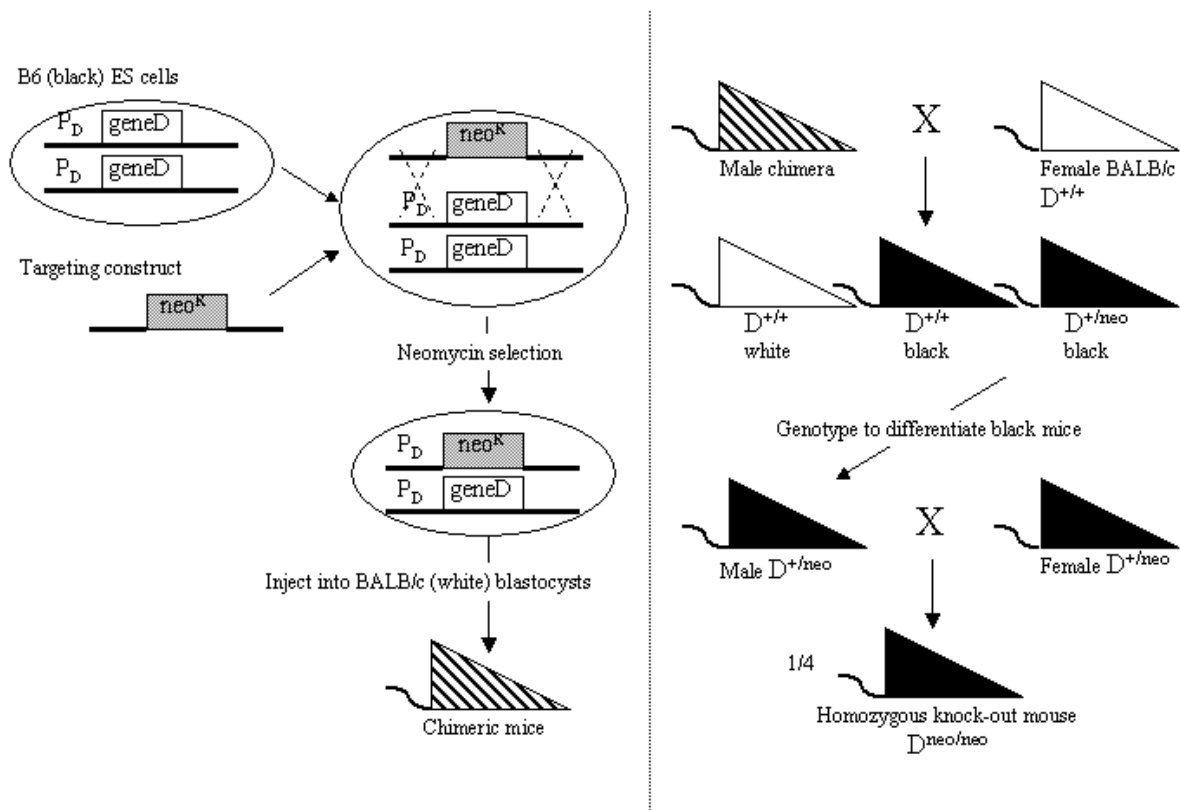 B6 (black) ES cells
P_D geneD
P_D geneD
Targeting construct
neo^R
neo^R
P_D geneD
P_D geneD
Neomycin selection
P_D neo^R
P_D geneD
Inject into BALB/c (white) blastocysts
Chimeric mice
X
Male chimera
Female BALB/c
D^+/+
D^+/+
white
D^+/+
black
D^+/neo
black
Genotype to differentiate black mice
X
Male D^+/neo
Female D^+/neo
1/4
Homozygous knock-out mouse
D^neo/neo